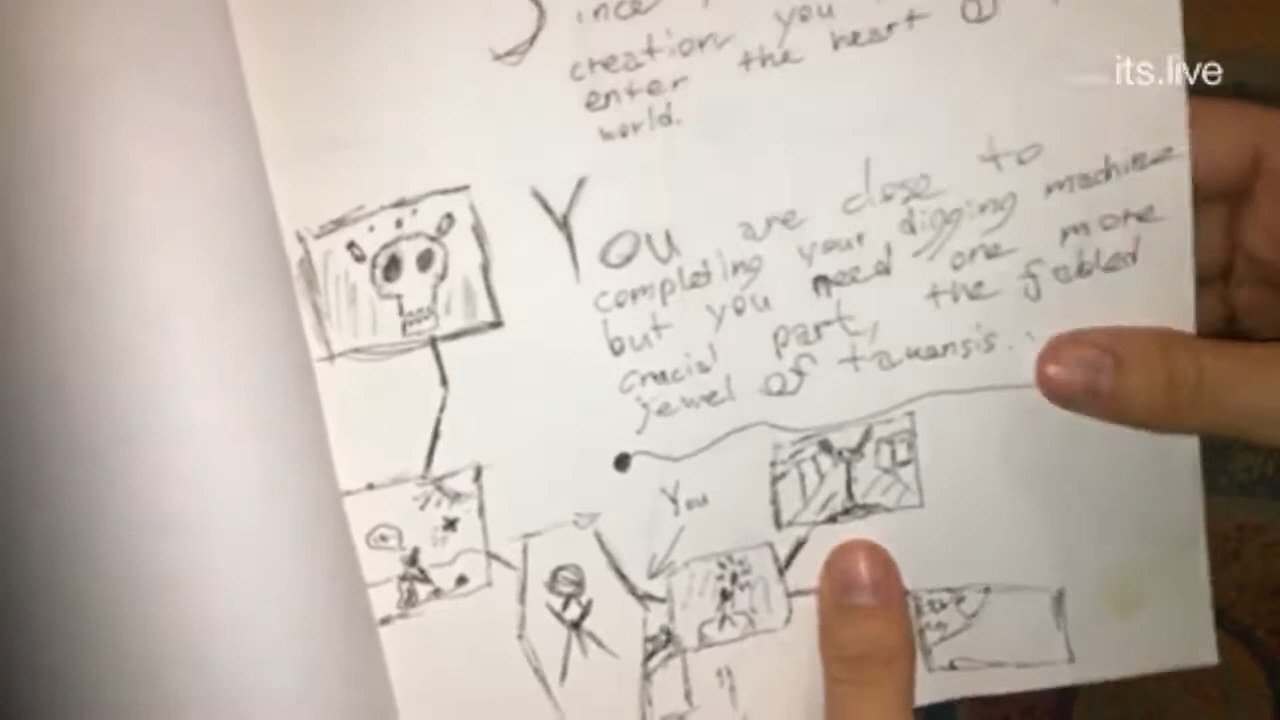 ince
creation you
enter the heart of
world.
its.live
You are close to
completing your digging machine
but you need one more
crucial part, the fabled
jewel of
You